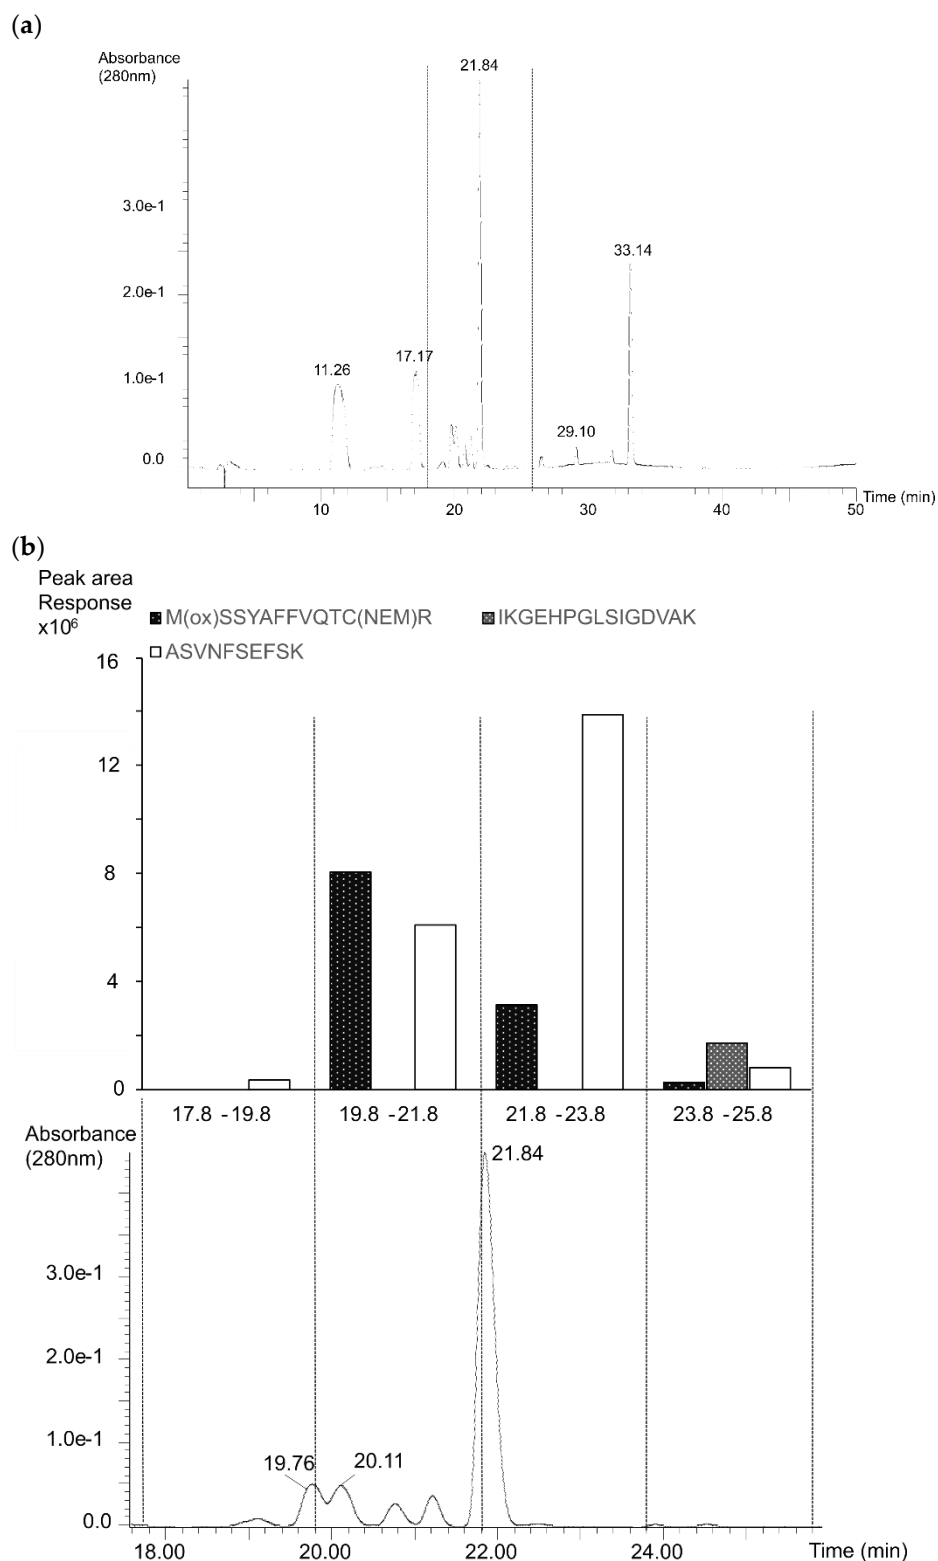 (a)
Absorbance
(280nm)
21.84
3.0e-1
33.14
2.0e-1
11.26
17.17
1.0e-1
29.10
0.0
10 20 30 40 50
Time (min)
(b)
Peak area
Response
x10⁶
M(ox)SSYAFFVQTC(NEM)R IKGEHPGLSIGDVAK
ASVNFSEFSK
16
12
8
4
0
17.8 -19.8 19.8 -21.8 21.8 -23.8 23.8 -25.8
Absorbance
(280nm)
21.84
3.0e-1
2.0e-1
1.0e-1
19.76 20.11
0.0
18.00 20.00 22.00 24.00 Time (min)